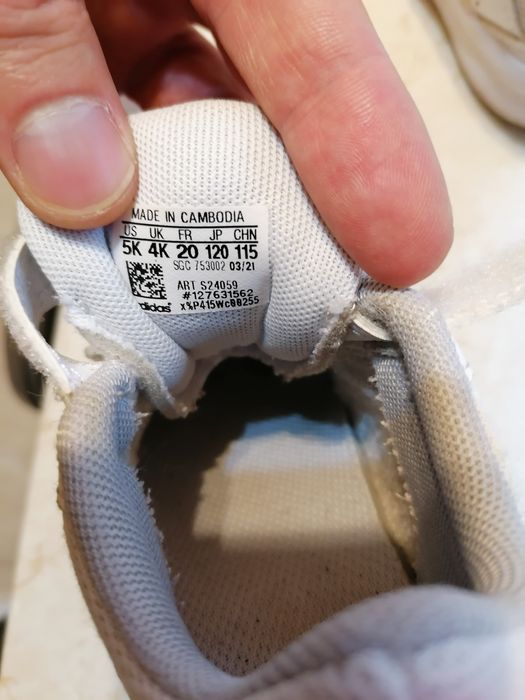 MADE IN CAMBODIA
US UK FR JP CHN
5K 4K 20 120 115
SGC 753002 03/21
ART S24059
#127631562
adidas x%P415Wc00255